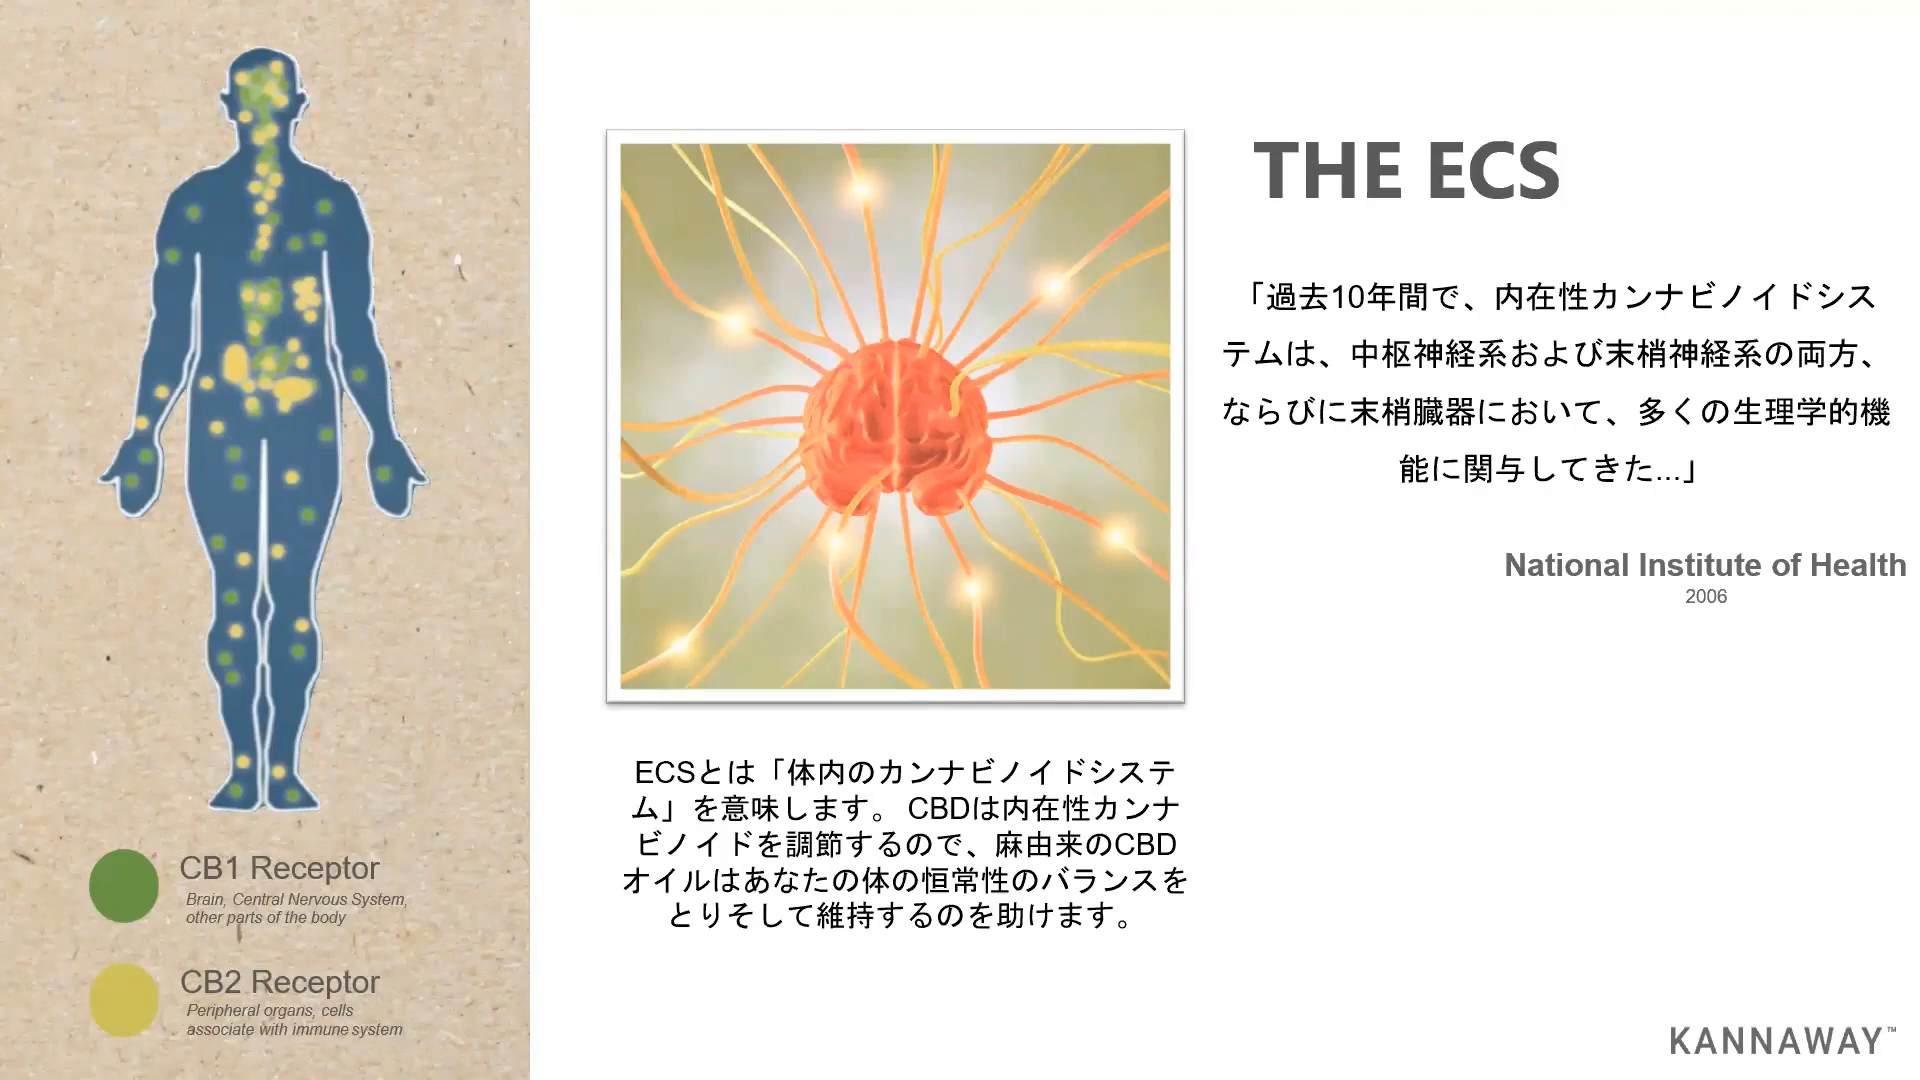 THE ECS
「過去10年間で、内在性カンナビノイドシス
テムは、中枢神経系および末梢神経系の両方、
ならびに末梢臓器において、多くの生理学的機
能に関与してきた...」
National Institute of Health
2006
ECSとは「体内のカンナビノイドシステ
ム」を意味します。 CBDは内在性カンナ
ビノイドを調節するので、麻由来のCBD
オイルはあなたの体の恒常性のバランスを
とりそして維持するのを助けます。
CB1 Receptor
Brain, Central Nervous System,
other parts of the body
CB2 Receptor
Peripheral organs, cells
associate with immune system
KANNAWAY™